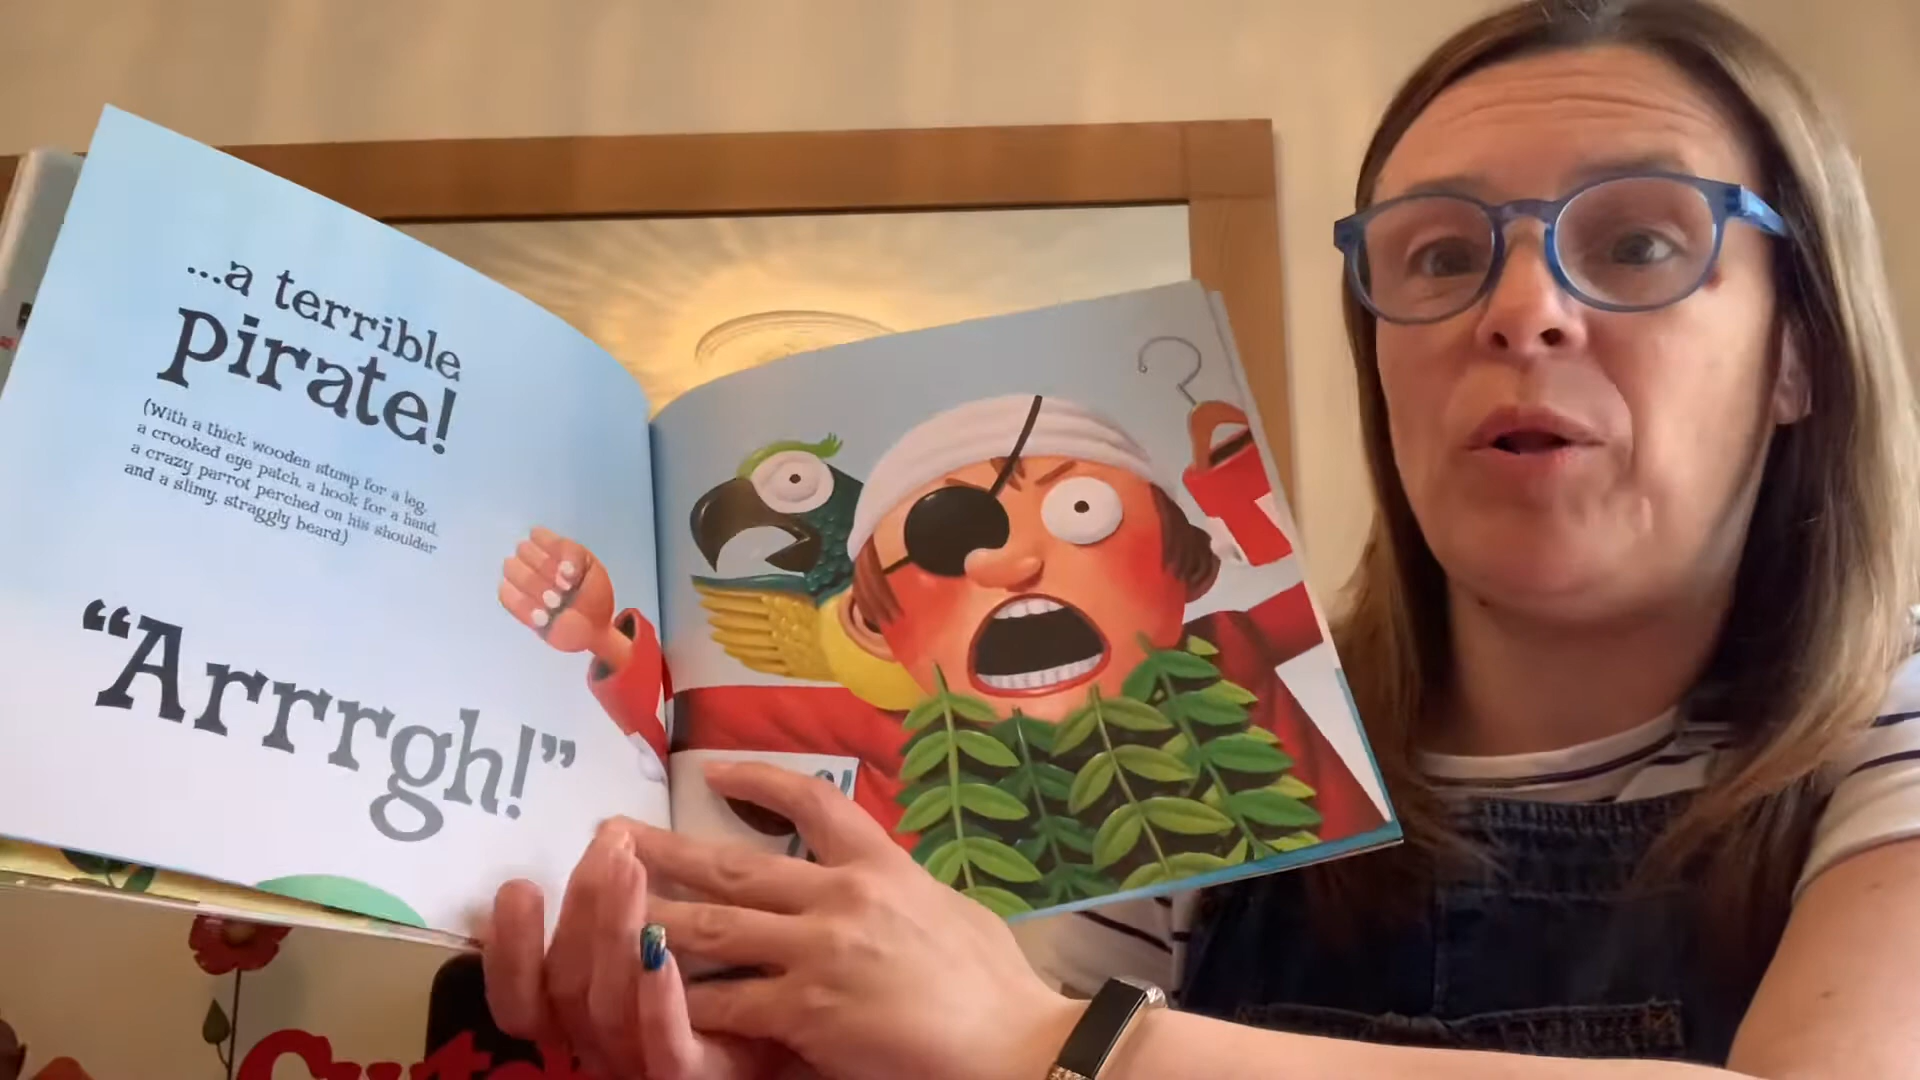 ...a terrible
pirate!
(With a thick wooden stump for a leg,
a crooked eye patch, a hook for a hand,
a crazy parrot perched on his shoulder
and a slimy, straggly beard.)
“Arrrgh!”